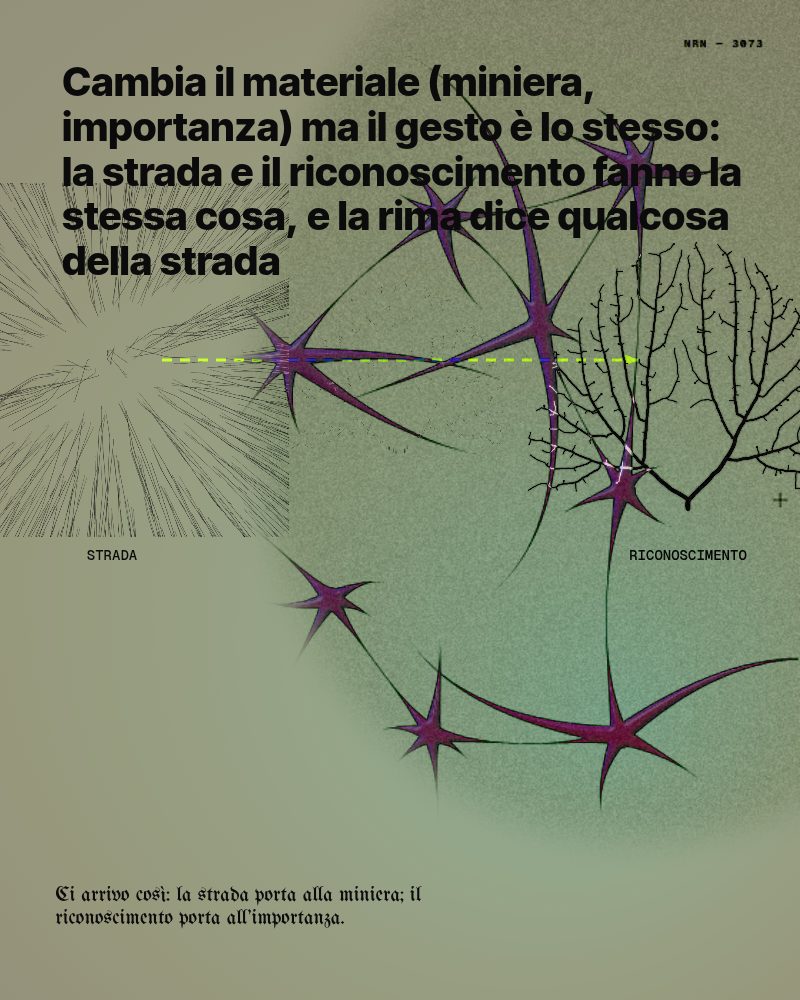 NRN — 3073
Cambia il materiale (miniera,
importanza) ma il gesto è lo stesso:
la strada e il riconoscimento fanno la
stessa cosa, e la rima dice qualcosa
della strada
STRADA
RICONOSCIMENTO
Ci arrivo così: la strada porta alla miniera; il
riconoscimento porta all'importanza.